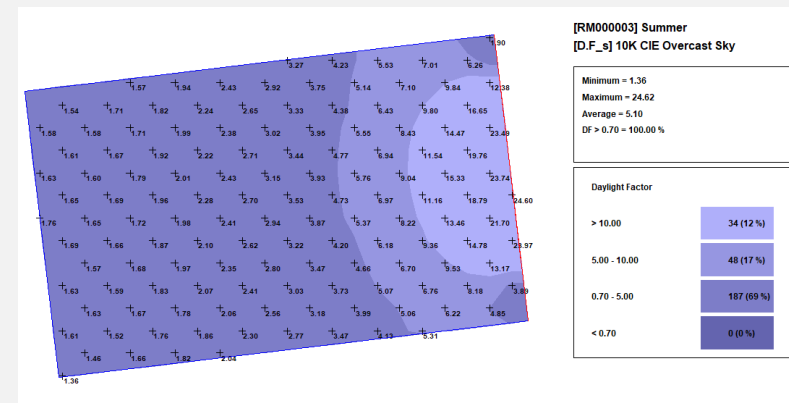 [RM000003] Summer
[D.F_s] 10K CIE Overcast Sky
Minimum = 1.36
Maximum = 24.62
Average = 5.10
DF > 0.70 = 100.00 %
Daylight Factor
> 10.00 34 (12 %)
5.00 - 10.00 48 (17 %)
0.70 - 5.00 187 (69 %)
< 0.70 0 (0 %)
1.90
3.27 4.23 5.53 7.01 6.26
1.57 1.94 2.43 2.92 3.75 5.14 7.10 9.84 12.38
1.54 1.71 1.82 2.24 2.65 3.33 4.38 6.43 9.80 16.65
1.58 1.58 1.71 1.99 2.38 3.02 3.95 5.55 8.43 14.47 23.49
1.61 1.67 1.92 2.22 2.71 3.44 4.77 6.94 11.54 19.76
1.63 1.60 1.79 2.01 2.43 3.15 3.93 5.76 9.04 15.33 23.74
1.65 1.69 1.96 2.28 2.70 3.53 4.73 6.97 11.16 18.79 24.60
1.76 1.65 1.72 1.98 2.41 2.94 3.87 5.37 8.22 13.46 21.70
1.69 1.66 1.87 2.10 2.62 3.22 4.20 6.18 9.36 14.78 23.97
1.57 1.68 1.97 2.35 2.80 3.47 4.66 6.70 9.53 13.17
1.63 1.59 1.83 2.07 2.41 3.03 3.73 5.07 6.76 8.18 3.89
1.63 1.67 1.78 2.06 2.56 3.18 3.99 5.06 6.22 4.85
1.61 1.52 1.76 1.86 2.30 2.77 3.47 4.13 5.31
1.46 1.66 1.82 2.04
1.36